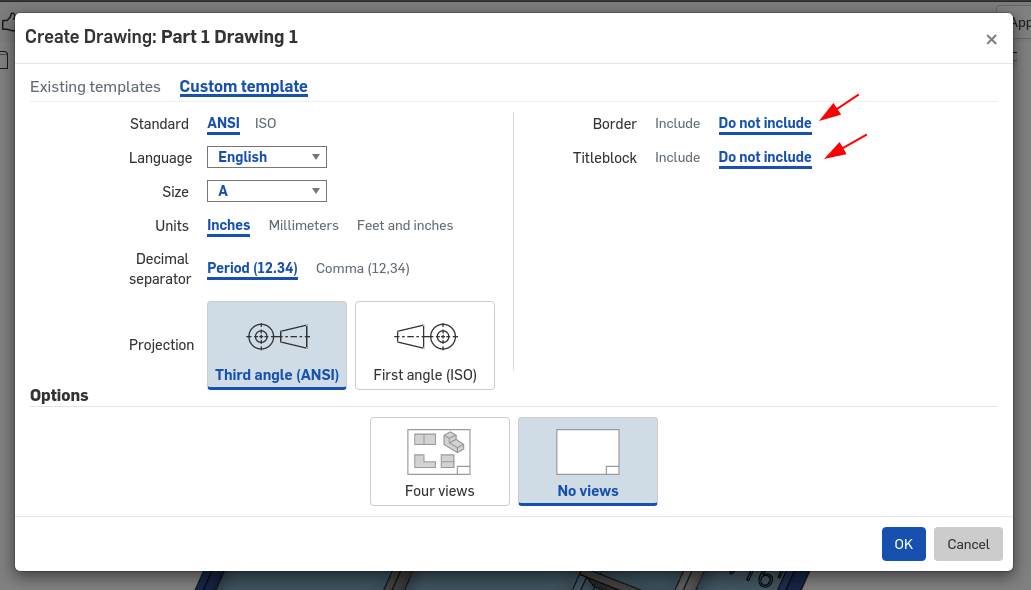 App
Create Drawing: Part 1 Drawing 1
×
Existing templates Custom template
Standard ANSI ISO
Language English
Size A
Units Inches Millimeters Feet and inches
Decimal separator Period (12.34) Comma (12,34)
Projection Third angle (ANSI) First angle (ISO)
Border Include Do not include
Titleblock Include Do not include
Options
Four views No views
OK Cancel